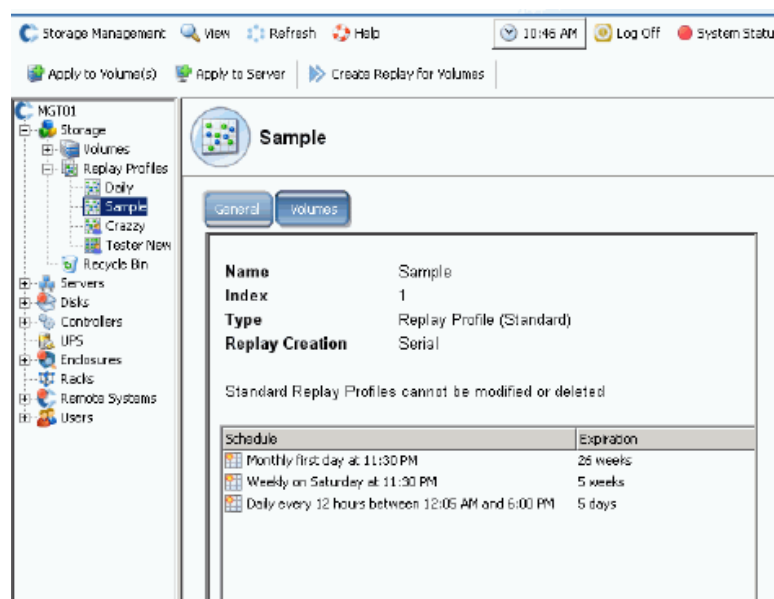 Storage Management View Refresh Help 10:46 AM Log Off System Statu
Apply to Volume(s) Apply to Server Create Replay for Volumes
MGT01
Storage
Volumes
Replay Profiles
Daily
Sample
Crazzy
Tester New
Recycle Bin
Servers
Disks
Controllers
UPS
Enclosures
Racks
Remote Systems
Users
Sample
General Volumes
Name Sample
Index 1
Type Replay Profile (Standard)
Replay Creation Serial
Standard Replay Profiles cannot be modified or deleted
Schedule Expiration
Monthly first day at 11:30 PM 26 weeks
Weekly on Saturday at 11:30 PM 5 weeks
Daily every 12 hours between 12:05 AM and 6:00 PM 5 days